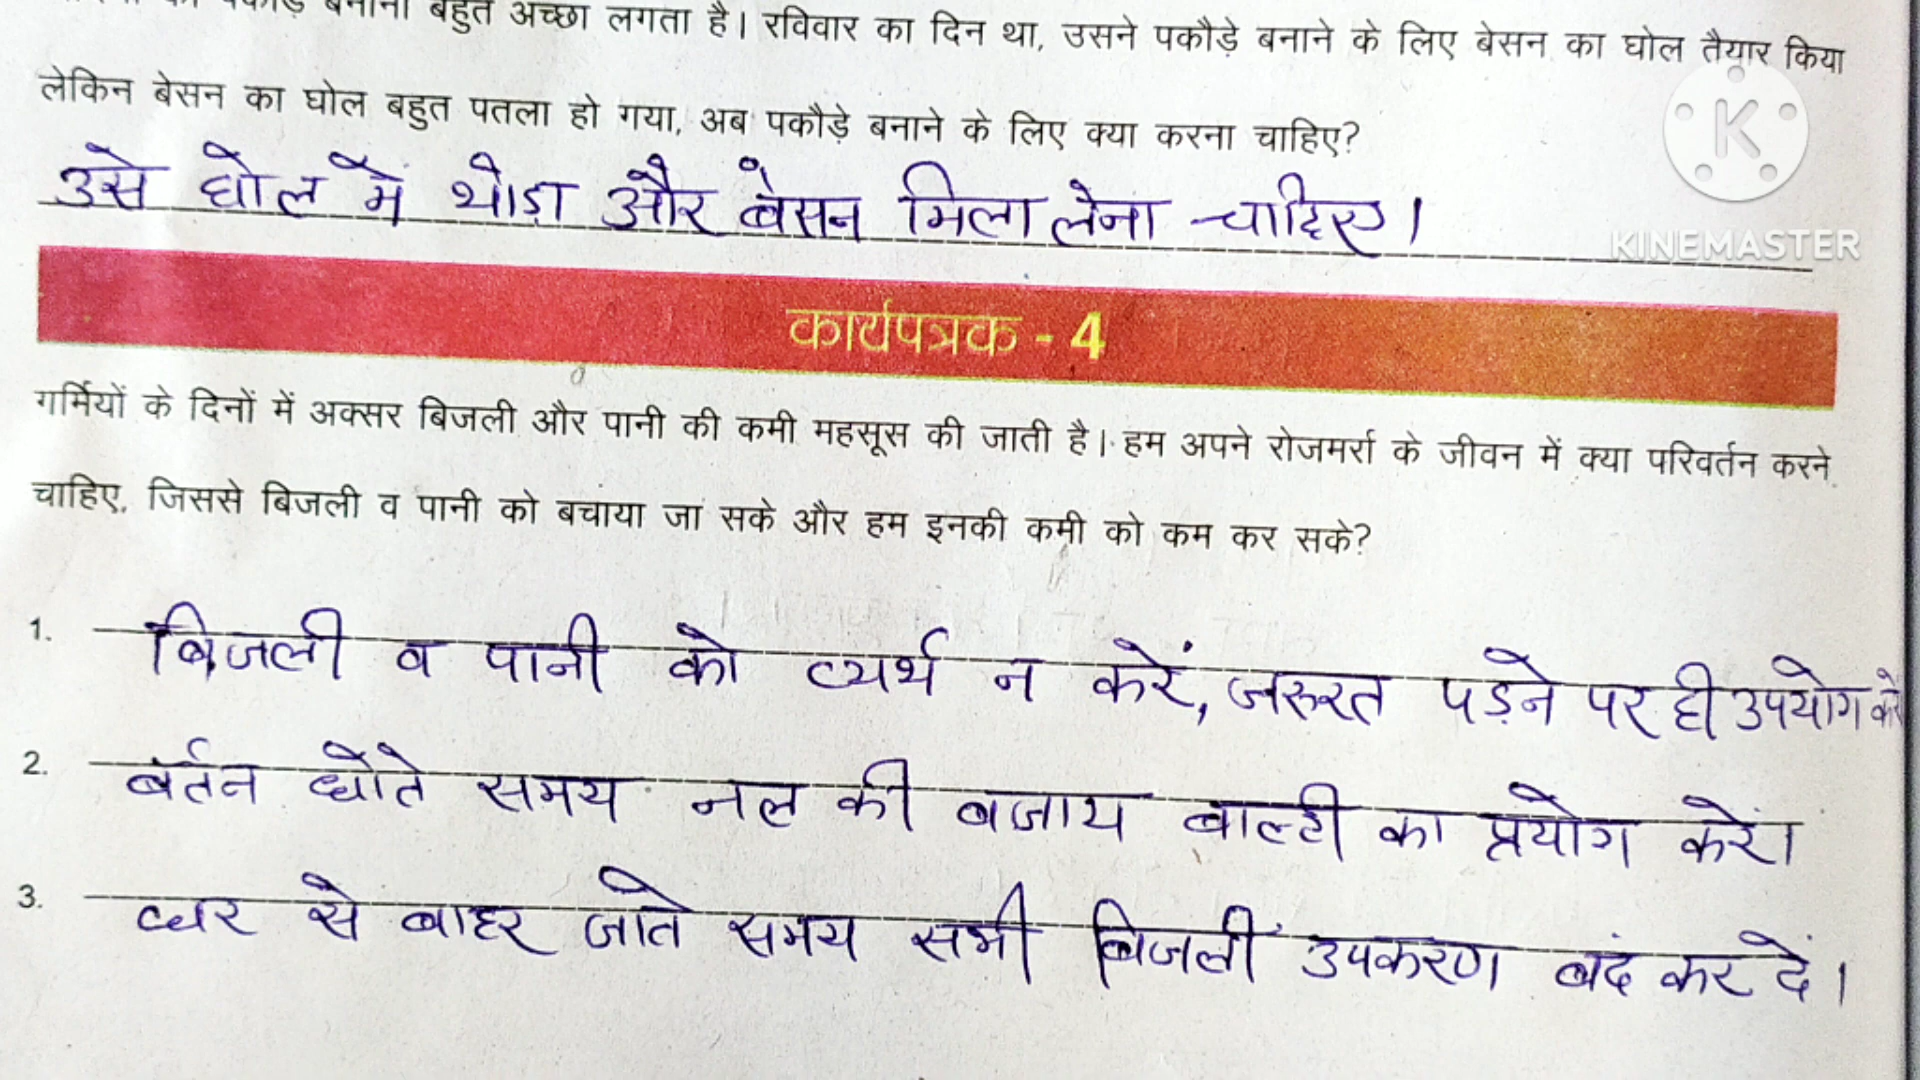 पकौड़े बनाना बहुत अच्छा लगता है। रविवार का दिन था, उसने पकौड़े बनाने के लिए बेसन का घोल तैयार किया
लेकिन बेसन का घोल बहुत पतला हो गया, अब पकौड़े बनाने के लिए क्या करना चाहिए?
उसे घोल में थोड़ा और बेसन मिला लेना चाहिए।
KINEMASTER
कार्यपत्रक - 4
गर्मियों के दिनों में अक्सर बिजली और पानी की कमी महसूस की जाती है। हम अपने रोजमर्रा के जीवन में क्या परिवर्तन करने
चाहिए, जिससे बिजली व पानी को बचाया जा सके और हम इनकी कमी को कम कर सके?
1. बिजली व पानी को व्यर्थ न करें, जरूरत पड़ने पर ही उपयोग करें
2. बर्तन धोते समय नल की बजाय बाल्टी का प्रयोग करें।
3. घर से बाहर जाते समय सभी बिजली उपकरण बंद कर दें।